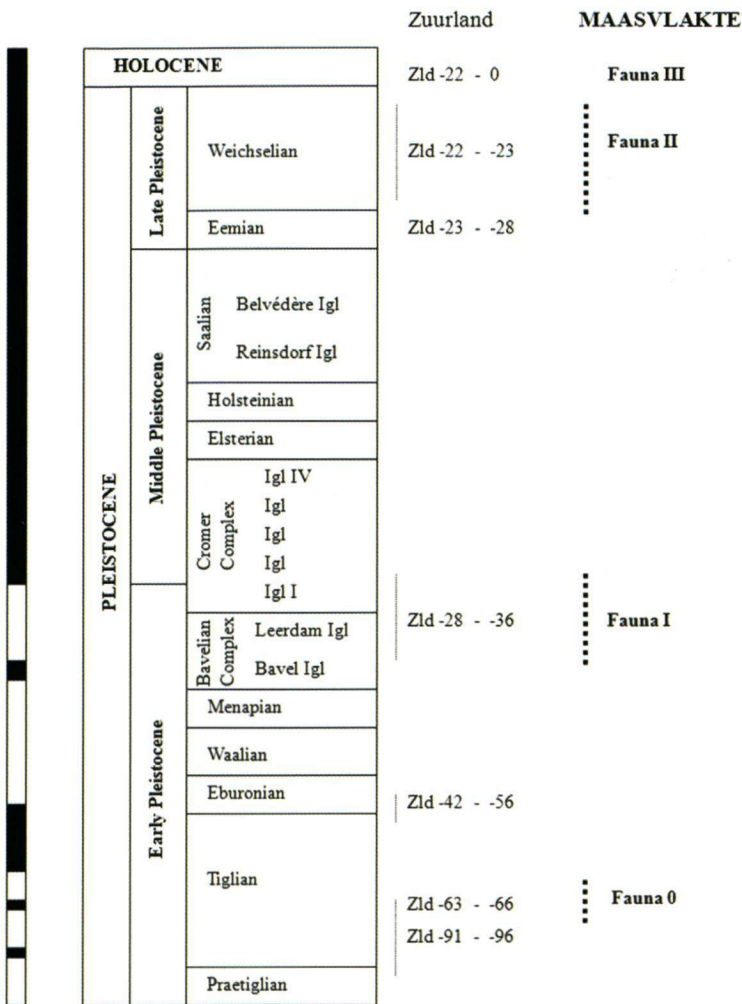 Zuurland MAASVLAKTE
HOLOCENE Zld -22 - 0 Fauna III
PLEISTOCENE
Late Pleistocene
Weichselian Zld -22 - -23 Fauna II
Eemian Zld -23 - -28
Middle Pleistocene
Saalian
Belvédère Igl
Reinsdorf Igl
Holsteinian
Elsterian
Cromer
Complex
Igl IV
Igl
Igl
Igl
Igl I
Early Pleistocene
Bavelian
Complex
Leerdam Igl Zld -28 - -36 Fauna I
Bavel Igl
Menapian
Waalian
Eburonian Zld -42 - -56
Tiglian
Zld -63 - -66 Fauna 0
Zld -91 - -96
Praetiglian